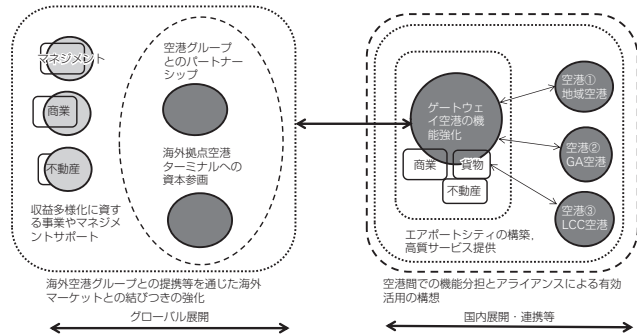 マネジメント
商業
不動産
収益多様化に資する
事業やマネジメ
ントサポート
空港グループ
とのパートナー
シップ
海外拠点空港
ターミナルへの
資本参画
海外空港グループとの提携等を通じた海外
マーケットとの結びつきの強化
グローバル展開
ゲートウェ
イ空港の機
能強化
商業
貨物
不動産
エアポートシティの構築、
高質サービス提供
空港①
地域空港
空港②
GA空港
空港③
LCC空港
空港間での機能分担とアライアンスによる有効
活用の構想
国内展開・連携等